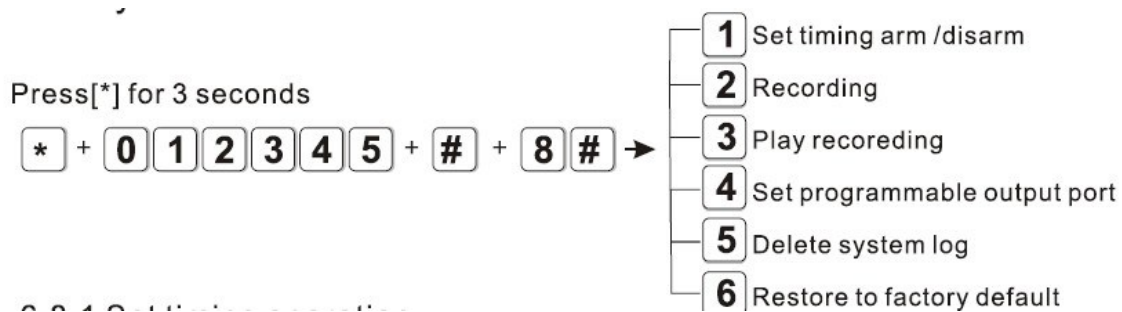 1 Set timing arm /disarm
Press[*] for 3 seconds
2 Recording
* + 0 1 2 3 4 5 + # + 8 #
3 Play recoreding
4 Set programmable output port
5 Delete system log
6 Restore to factory default